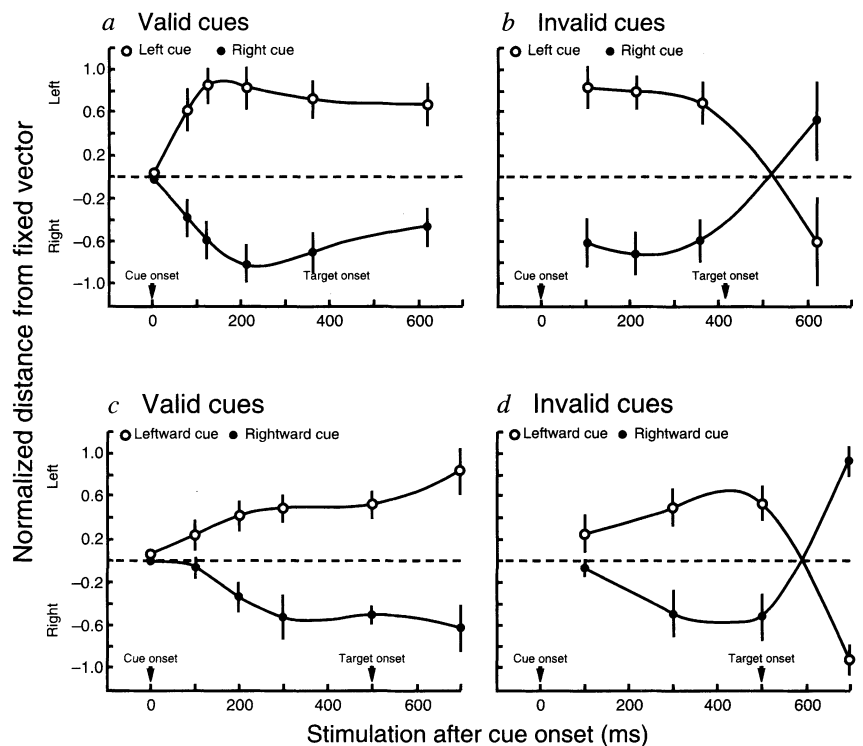 a Valid cues
Left cue Right cue
b Invalid cues
Left cue Right cue
Normalized distance from fixed vector
Left
Right
1.0
0.6
0.2
−0.2
−0.6
−1.0
Cue onset
Target onset
0 200 400 600
Cue onset
Target onset
0 200 400 600
c Valid cues
Leftward cue Rightward cue
d Invalid cues
Leftward cue Rightward cue
Left
Right
1.0
0.6
0.2
−0.2
−0.6
−1.0
Cue onset
Target onset
0 200 400 600
Cue onset
Target onset
0 200 400 600
Stimulation after cue onset (ms)